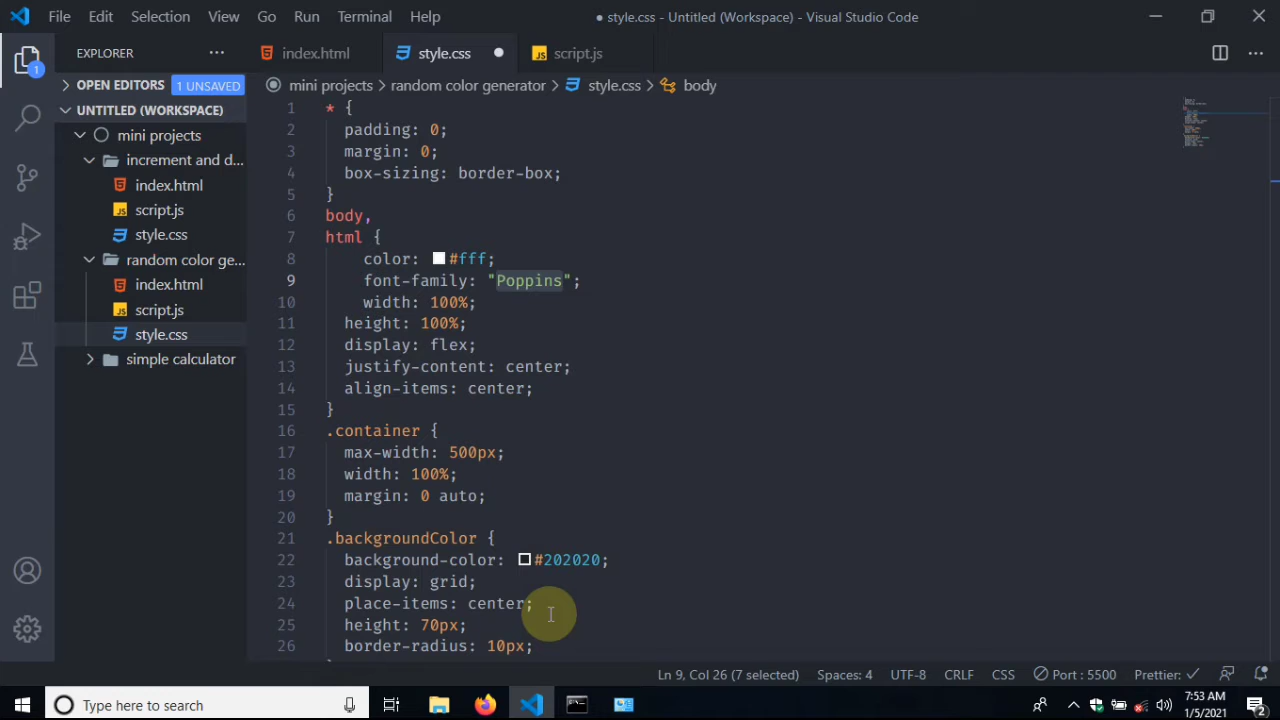 File Edit Selection View Go Run Terminal Help
● style.css - Untitled (Workspace) - Visual Studio Code
EXPLORER ···
index.html style.css ● script.js
OPEN EDITORS 1 UNSAVED
mini projects > random color generator > style.css > body
UNTITLED (WORKSPACE)
mini projects
increment and d...
index.html
script.js
style.css
random color ge...
index.html
script.js
style.css
simple calculator
1
1 * {
2 padding: 0;
3 margin: 0;
4 box-sizing: border-box;
5 }
6 body,
7 html {
8 color: #fff;
9 font-family: "Poppins";
10 width: 100%;
11 height: 100%;
12 display: flex;
13 justify-content: center;
14 align-items: center;
15 }
16 .container {
17 max-width: 500px;
18 width: 100%;
19 margin: 0 auto;
20 }
21 .backgroundColor {
22 background-color: #202020;
23 display: grid;
24 place-items: center;
25 height: 70px;
26 border-radius: 10px;
Ln 9, Col 26 (7 selected) Spaces: 4 UTF-8 CRLF CSS Port : 5500 Prettier: ✓
Type here to search
7:53 AM
1/5/2021
2